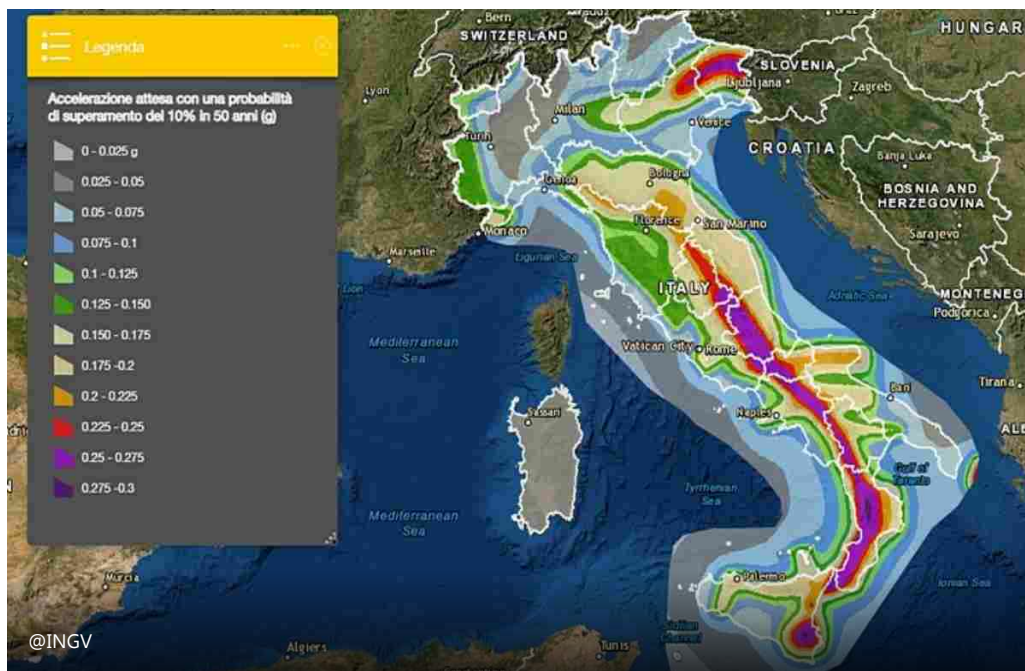 Legenda
Accelerazione attesa con una probabilità
di superamento del 10% in 50 anni (g)
0 - 0.025 g
0.025 - 0.05
0.05 - 0.075
0.075 - 0.1
0.1 - 0.125
0.125 - 0.150
0.150 - 0.175
0.175 -0.2
0.2 - 0.225
0.225 - 0.25
0.25 - 0.275
0.275 -0.3
Bern
SWITZERLAND
HUNGAR
SLOVENIA
Ljubljana
Zagreb
Lyon
Milan
Venice
Turin
CROATIA
Banja Luka
Genoa
Bologna
BOSNIA AND
HERZEGOVINA
Florence
San Marino
Monaco
Sarajevo
Marseille
Ligurian Sea
Lion
ITALY
Adriatic Sea
MONTENEG
Podgorica
Mediterranean
Sea
Vatican City
Rome
Tirana
Bari
Sassari
Naples
ALB
Gulf of
Taranto
Tyrrhenian
Sea
Mediterranean
Sea
Murcia
Palermo
Ionian Sea
@INGV
Channel
Algiers
Tunis